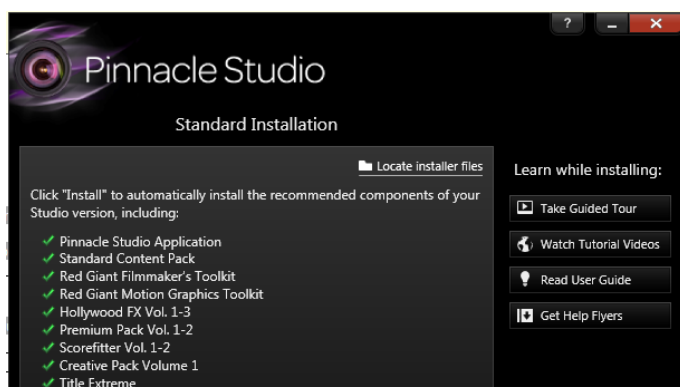 ?
Pinnacle Studio
Standard Installation
Locate installer files
Click "Install" to automatically install the recommended components of your
Studio version, including:
Pinnacle Studio Application
Standard Content Pack
Red Giant Filmmaker's Toolkit
Red Giant Motion Graphics Toolkit
Hollywood FX Vol. 1-3
Premium Pack Vol. 1-2
Scorefitter Vol. 1-2
Creative Pack Volume 1
Title Extreme
Learn while installing:
Take Guided Tour
Watch Tutorial Videos
Read User Guide
Get Help Flyers